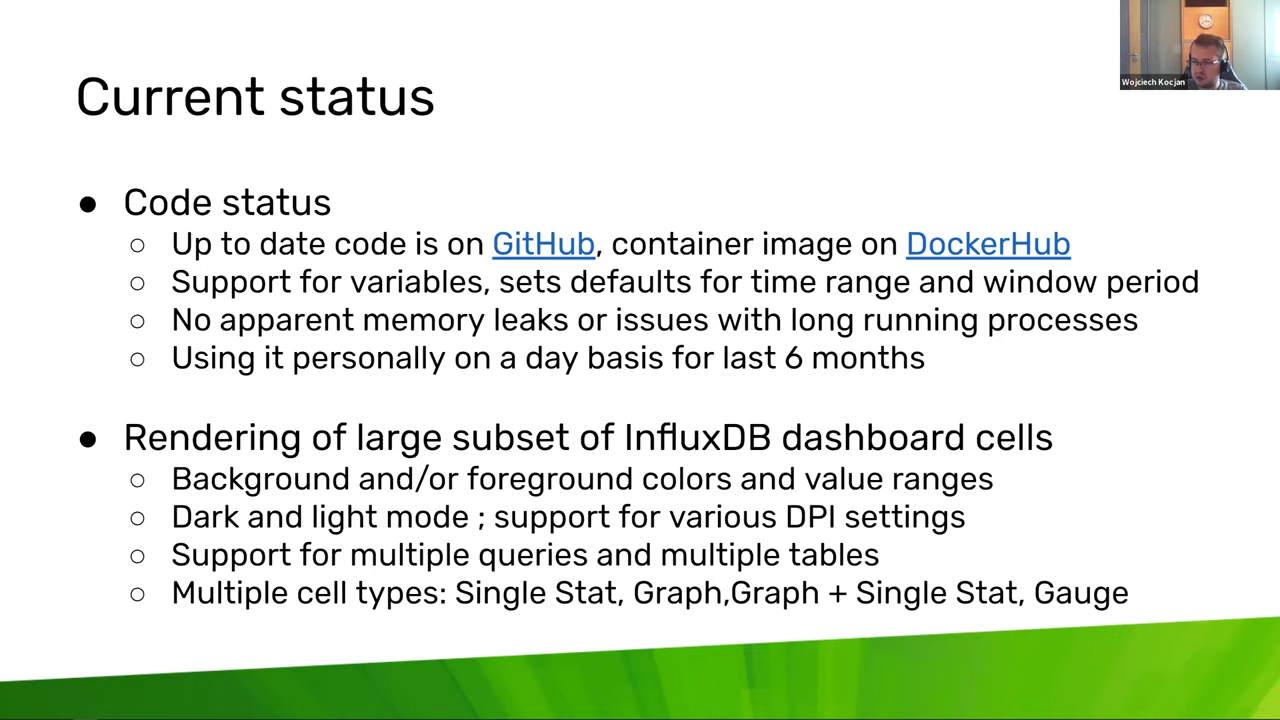 Wojciech Kocjan
Current status
● Code status
○ Up to date code is on GitHub, container image on DockerHub
○ Support for variables, sets defaults for time range and window period
○ No apparent memory leaks or issues with long running processes
○ Using it personally on a day basis for last 6 months
● Rendering of large subset of InfluxDB dashboard cells
○ Background and/or foreground colors and value ranges
○ Dark and light mode ; support for various DPI settings
○ Support for multiple queries and multiple tables
○ Multiple cell types: Single Stat, Graph,Graph + Single Stat, Gauge